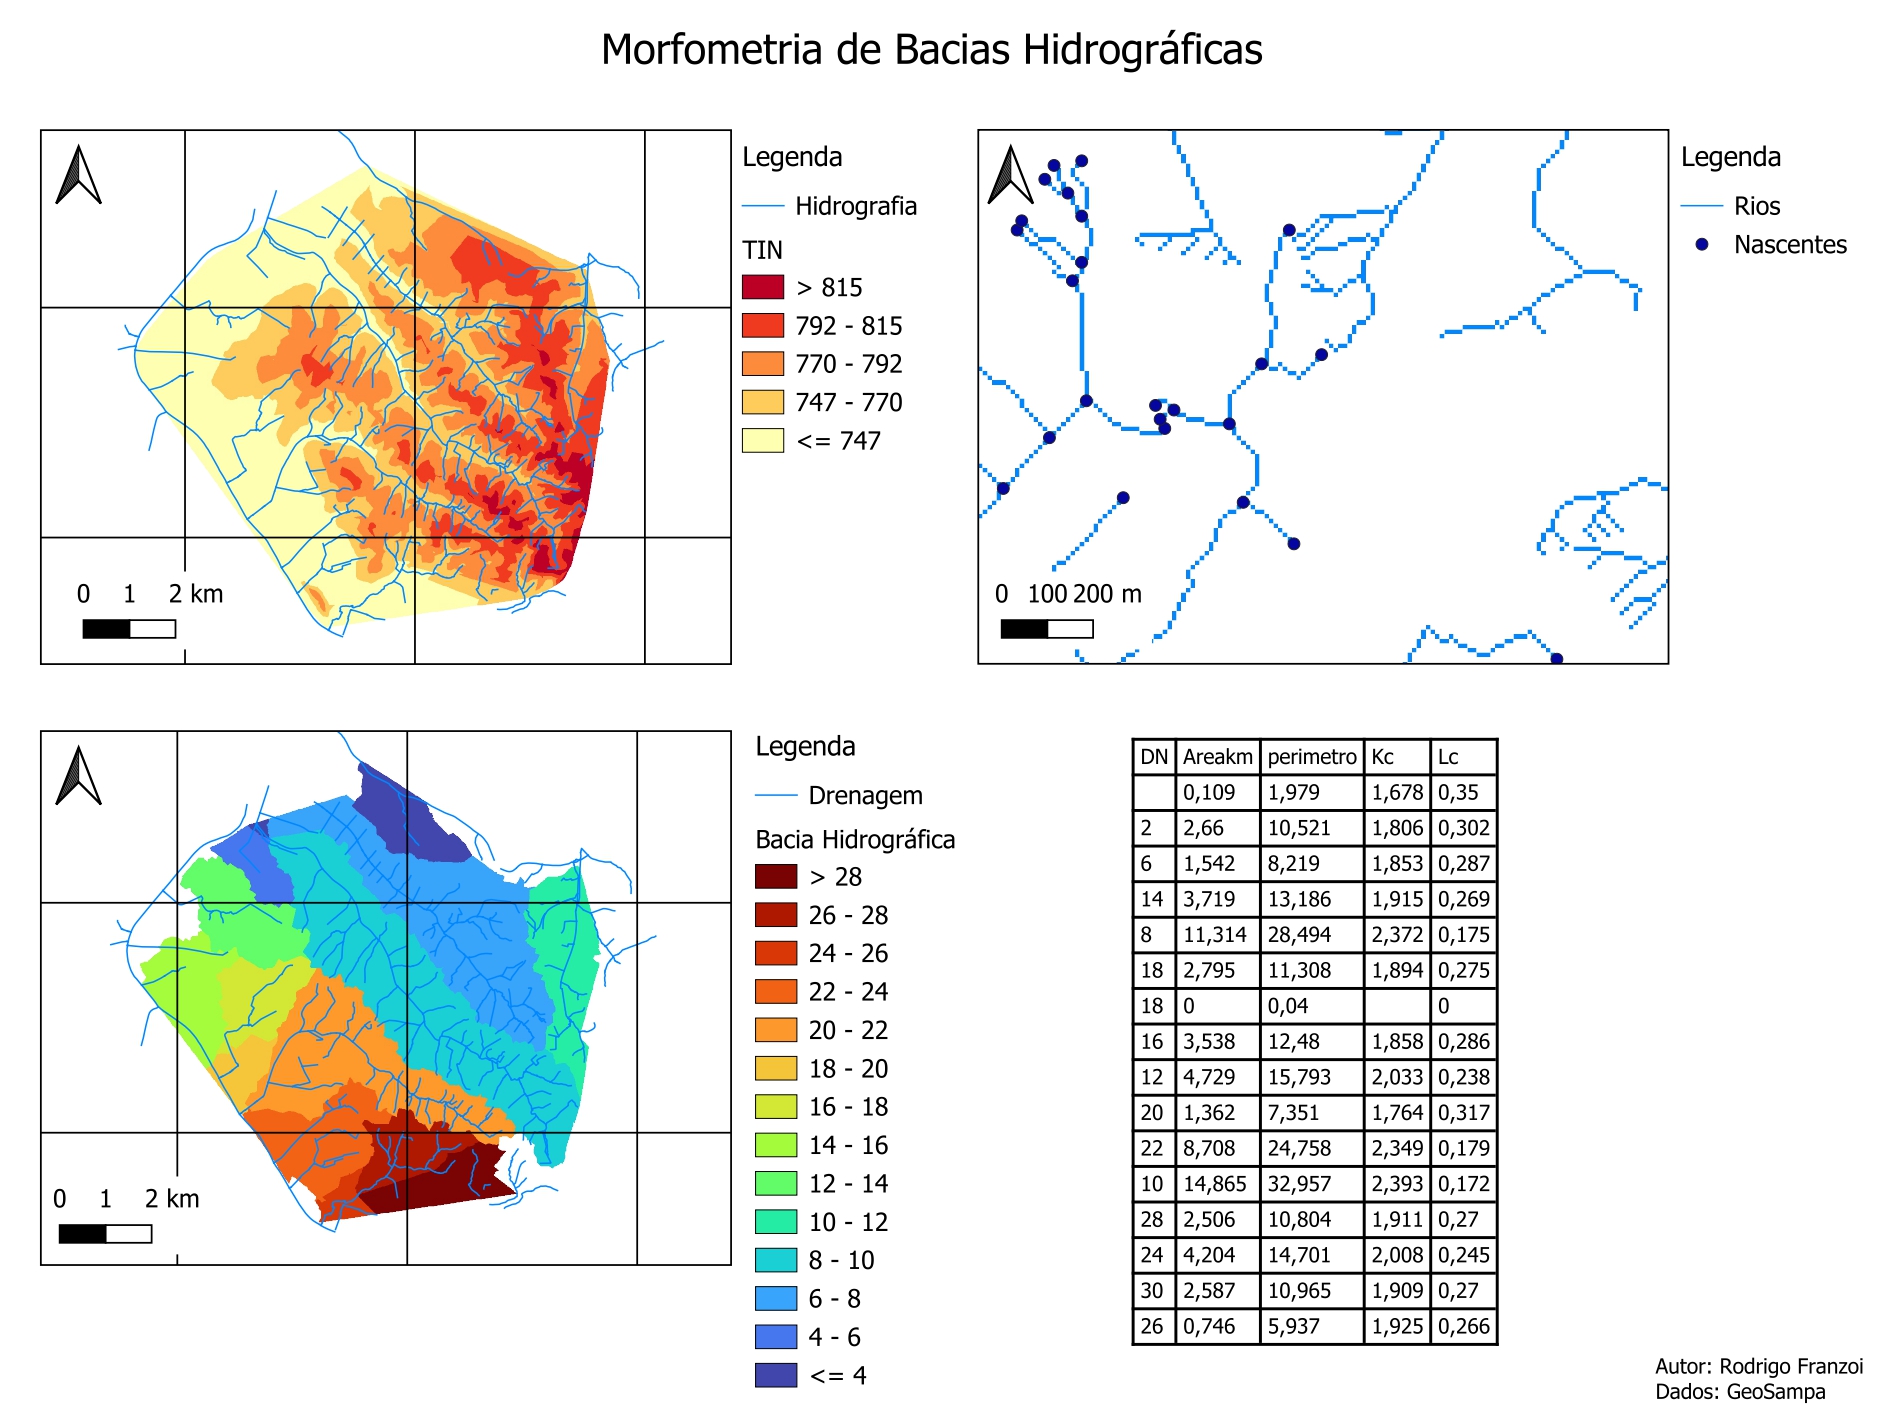 Morfometria de Bacias Hidrográficas
Legenda
Hidrografia
TIN
> 815
792 - 815
770 - 792
747 - 770
<= 747
0 1 2 km
Legenda
Rios
Nascentes
0 100 200 m
Legenda
Drenagem
Bacia Hidrográfica
> 28
26 - 28
24 - 26
22 - 24
20 - 22
18 - 20
16 - 18
14 - 16
12 - 14
10 - 12
8 - 10
6 - 8
4 - 6
<= 4
0 1 2 km
DN Areakm perimetro Kc Lc
0,109 1,979 1,678 0,35
2 2,66 10,521 1,806 0,302
6 1,542 8,219 1,853 0,287
14 3,719 13,186 1,915 0,269
8 11,314 28,494 2,372 0,175
18 2,795 11,308 1,894 0,275
18 0 0,04 0
16 3,538 12,48 1,858 0,286
12 4,729 15,793 2,033 0,238
20 1,362 7,351 1,764 0,317
22 8,708 24,758 2,349 0,179
10 14,865 32,957 2,393 0,172
28 2,506 10,804 1,911 0,27
24 4,204 14,701 2,008 0,245
30 2,587 10,965 1,909 0,27
26 0,746 5,937 1,925 0,266
Autor: Rodrigo Franzoi
Dados: GeoSampa